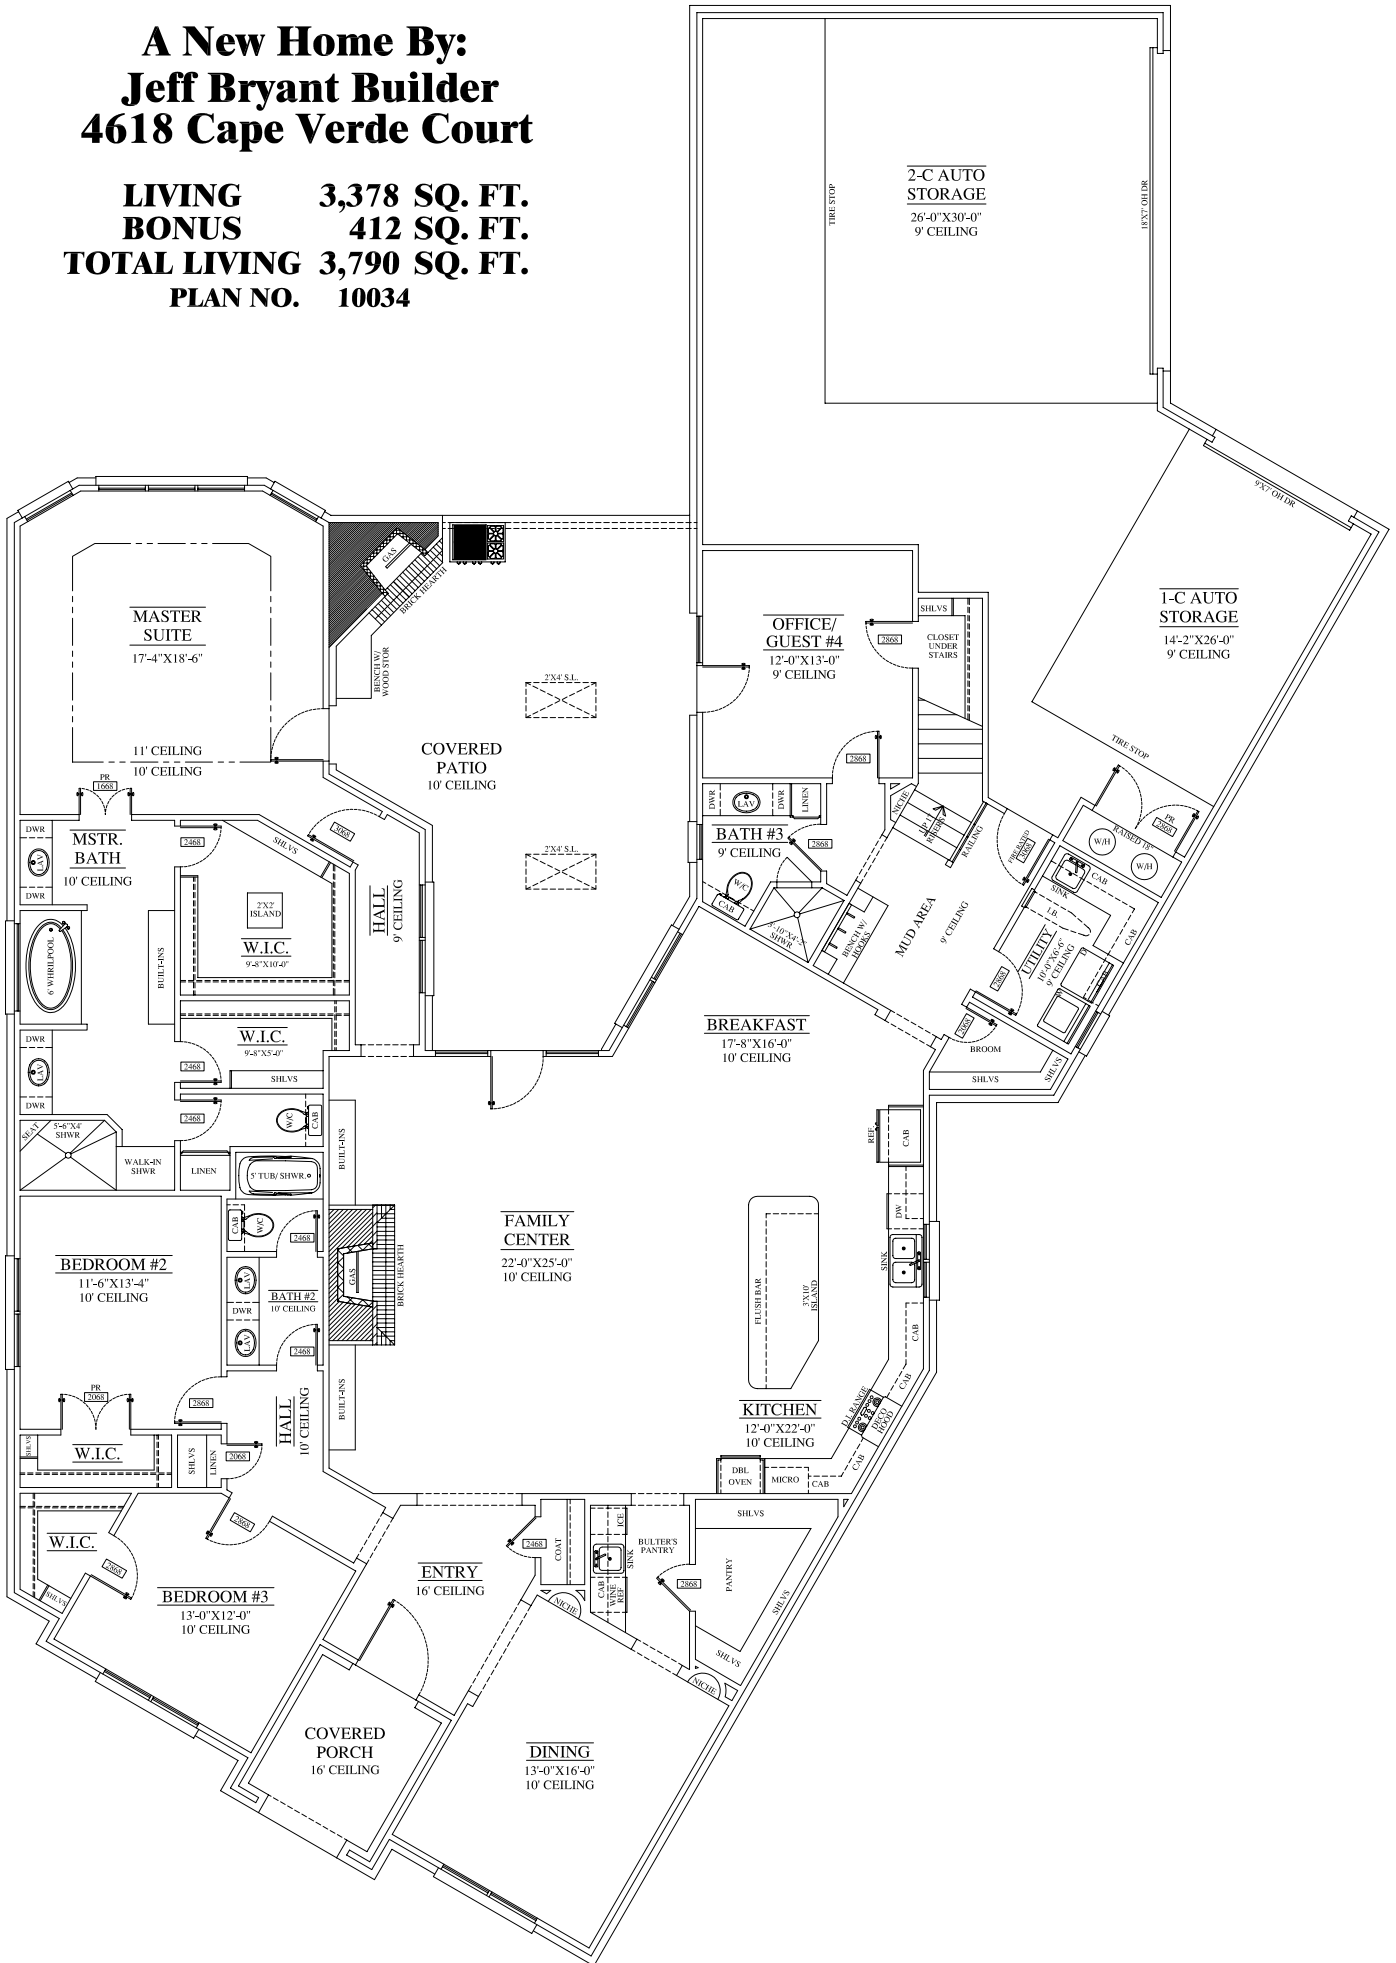 A New Home By:
Jeff Bryant Builder
4618 Cape Verde Court
LIVING 3,378 SQ. FT.
BONUS 412 SQ. FT.
TOTAL LIVING 3,790 SQ. FT.
PLAN NO. 10034
2-C AUTO
STORAGE
26'-0"X30'-0"
9' CEILING
TIRE STOP
18'X7' OH DR
9'X7' OH DR
1-C AUTO
STORAGE
14'-2"X26'-0"
9' CEILING
TIRE STOP
PR
2868
RAISED 18"
W/H
W/H
MASTER
SUITE
17'-4"X18'-6"
11' CEILING
10' CEILING
PR
1668
GAS
BRICK HEARTH
BENCH W/
WOOD STOR
COVERED
PATIO
10' CEILING
2'X4' S.L.
2'X4' S.L.
OFFICE/
GUEST #4
12'-0"X13'-0"
9' CEILING
2868
SHLVS
CLOSET
UNDER
STAIRS
2868
DWR
LAV
DWR
LINEN
BATH #3
9' CEILING
2868
W/C
CAB
3'-10"X4'-2"
SHWR
NICHE
RAILING
FIRE RATED
3068
MUD AREA
9' CEILING
BENCH W/
HOOKS
SINK
CAB
I.B.
CAB
UTILITY
10'-0"X6'-6"
9' CEILING
D
W
2868
2068
BROOM
SHLVS
SHLVS
MSTR.
BATH
10' CEILING
DWR
LAV
DWR
2468
SHLVS
3068
2'X2'
ISLAND
W.I.C.
9'-8"X10'-0"
HALL
9' CEILING
6' WHRILPOOL
BUILT-INS
W.I.C.
9'-8"X5'-0"
SHLVS
2468
DWR
LAV
DWR
2468
W/C
CAB
SEAT
5'-6"X4'
SHWR
WALK-IN
SHWR
LINEN
5' TUB/ SHWR.
BUILT-INS
BREAKFAST
17'-8"X16'-0"
10' CEILING
REF.
CAB
DW
SINK
CAB
FAMILY
CENTER
22'-0"X25'-0"
10' CEILING
GAS
BRICK HEARTH
BUILT-INS
FLUSH BAR
3'X10'
ISLAND
KITCHEN
12'-0"X22'-0"
10' CEILING
D.I. RANGE
DECO
HOOD
CAB
CAB
DBL
OVEN
MICRO
CAB
BEDROOM #2
11'-6"X13'-4"
10' CEILING
CAB
W/C
2468
LAV
DWR
LAV
BATH #2
10' CEILING
2468
PR
2068
2868
HALL
10' CEILING
SHLVS
W.I.C.
SHLVS
LINEN
2068
W.I.C.
2868
2868
SHLVS
BEDROOM #3
13'-0"X12'-0"
10' CEILING
ENTRY
16' CEILING
2468
COAT
ICE
SINK
CAB
WINE
REF
BULTER'S
PANTRY
2868
SHLVS
PANTRY
SHLVS
SHLVS
NICHE
NICHE
COVERED
PORCH
16' CEILING
DINING
13'-0"X16'-0"
10' CEILING